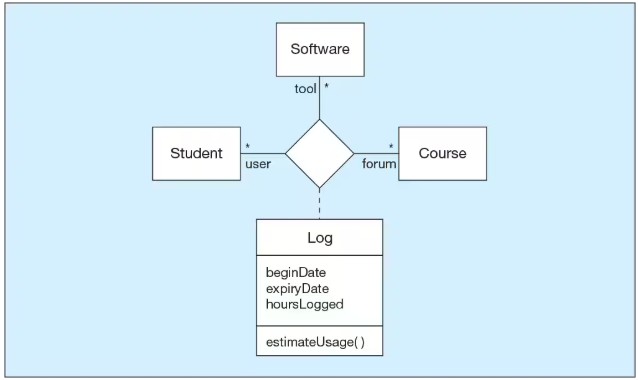 Software
tool *
* *
Student Course
user forum
Log
beginDate
expiryDate
hoursLogged
estimateUsage( )